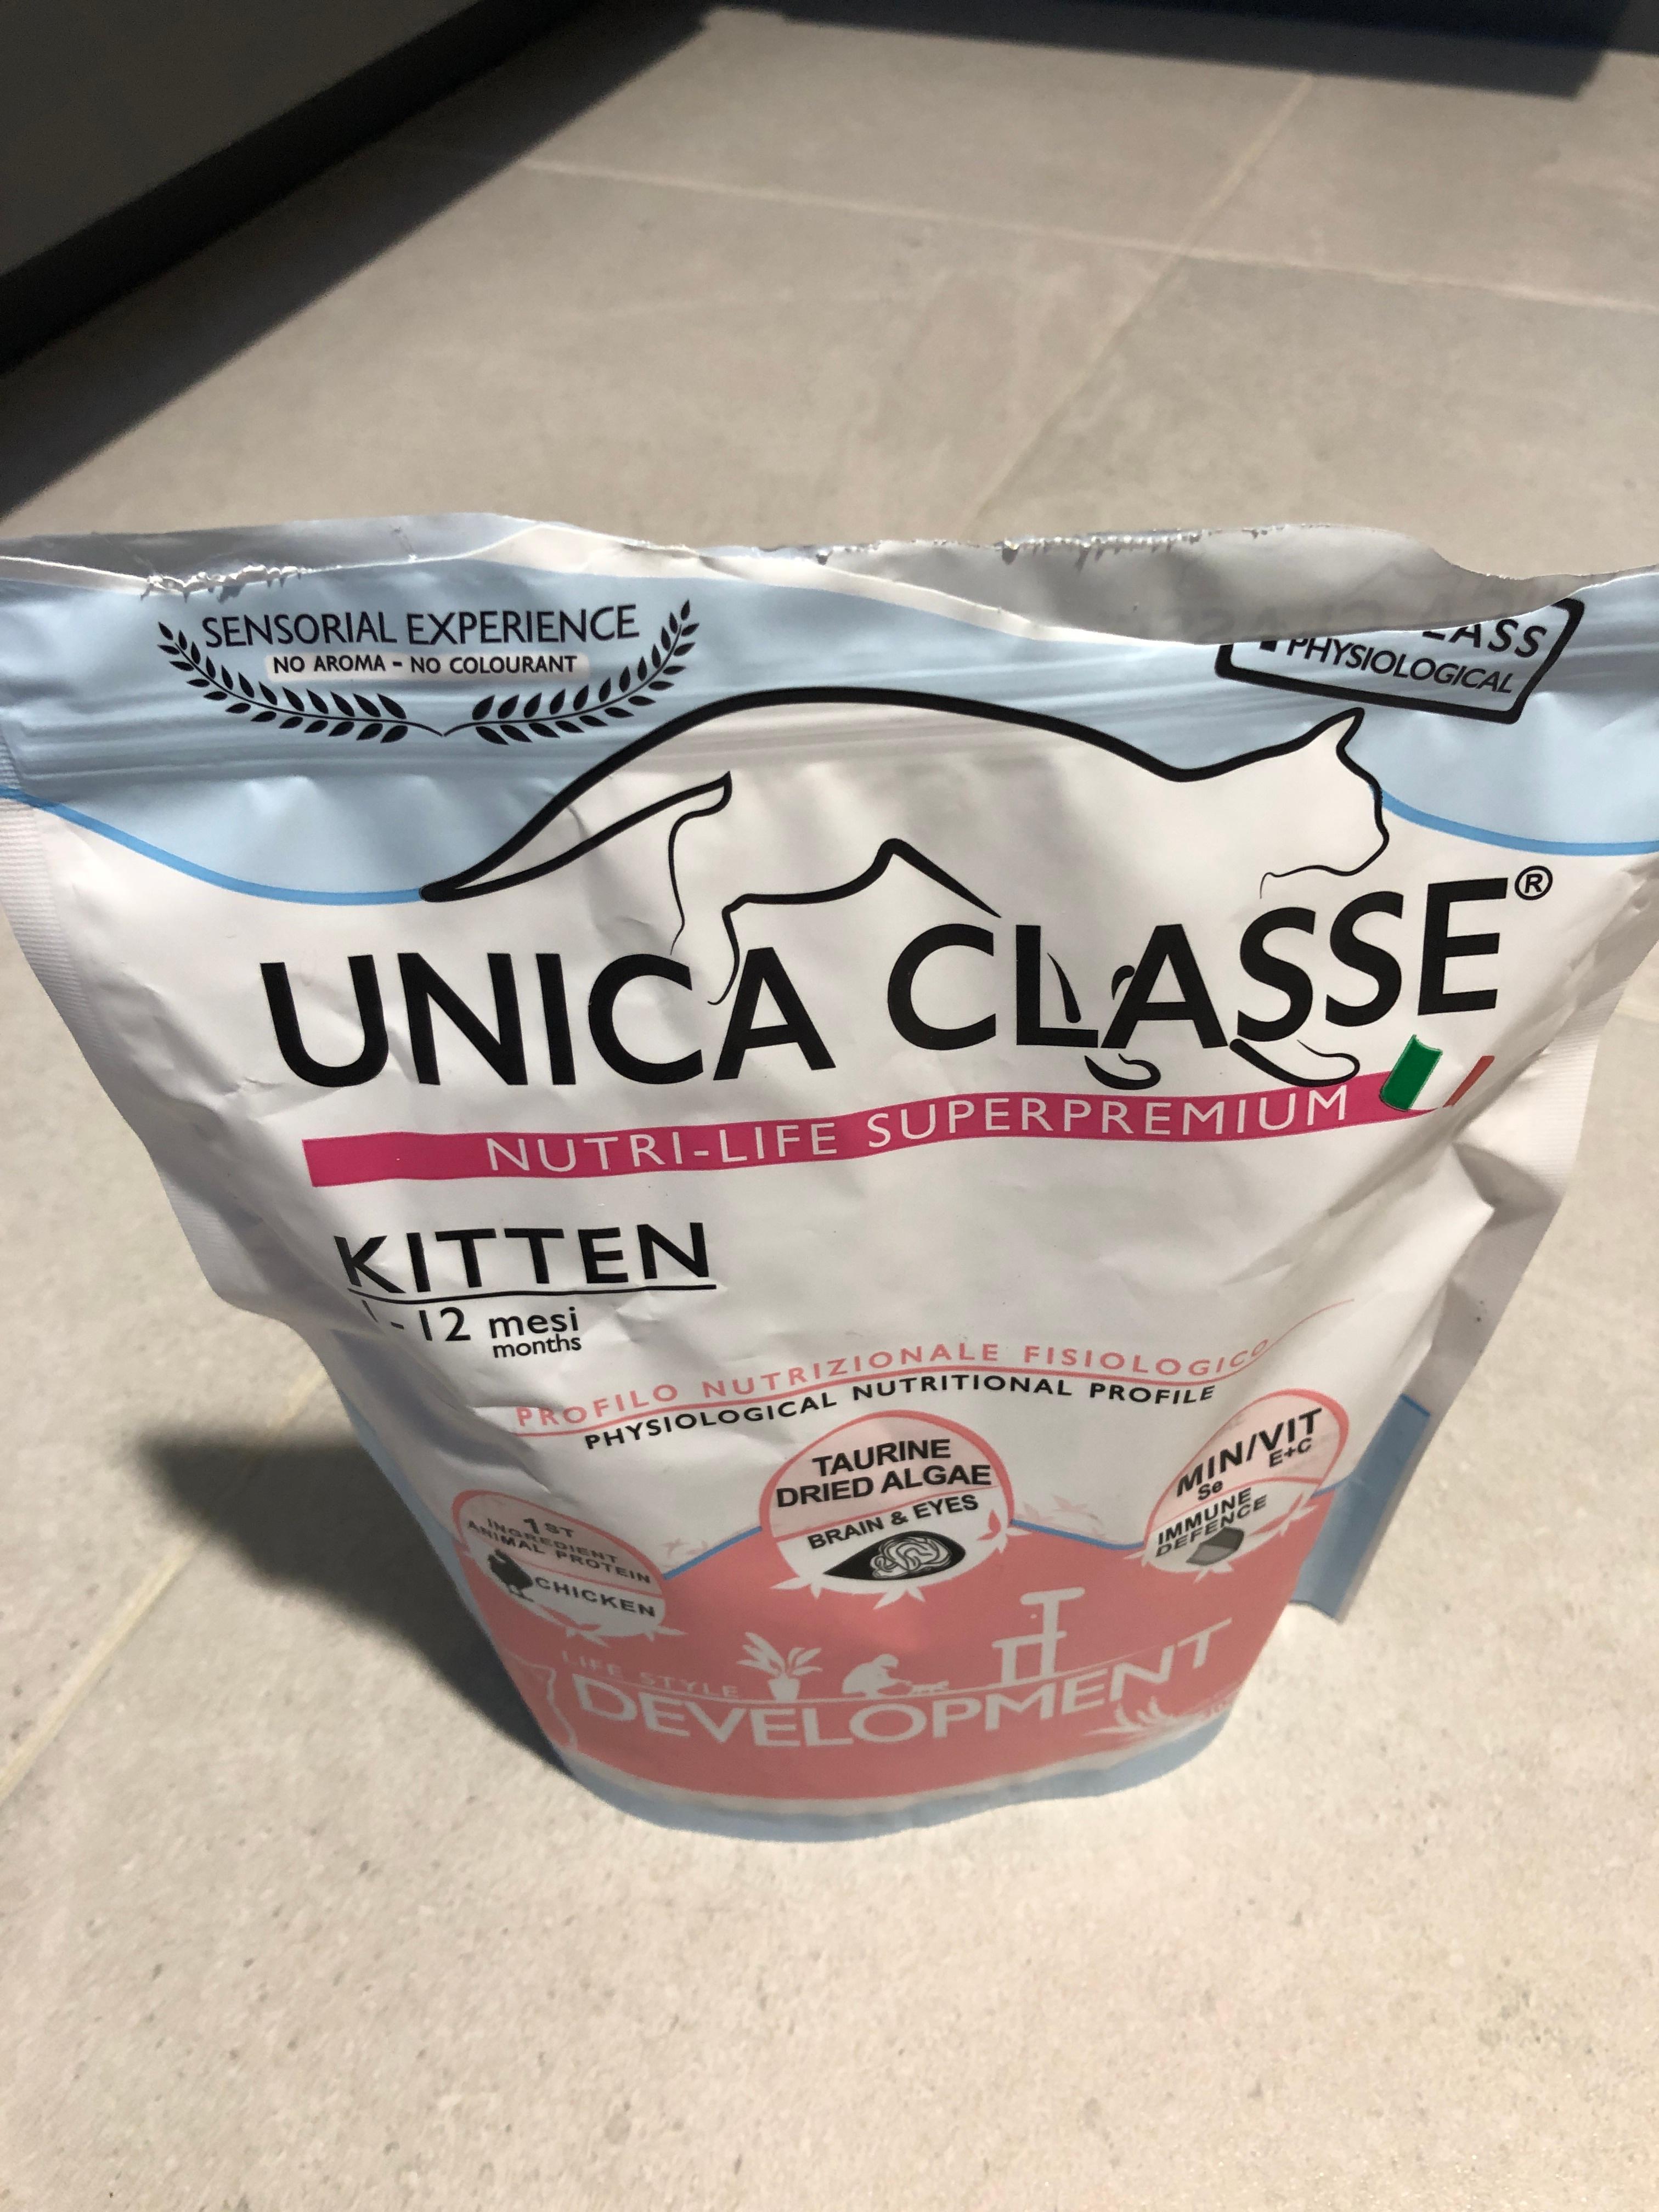 SENSORIAL EXPERIENCE
NO AROMA - NO COLOURANT
PHYSIOLOGICAL
UNICA CLASSE®
NUTRI-LIFE SUPERPREMIUM
KITTEN
-12 mesi
months
PROFILO NUTRIZIONALE FISIOLOGICO
PHYSIOLOGICAL NUTRITIONAL PROFILE
1ST
INGREDIENT
ANIMAL PROTEIN
CHICKEN
TAURINE
DRIED ALGAE
BRAIN & EYES
MIN/VIT
Se E+C
IMMUNE
DEFENCE
LIFE STYLE
DEVELOPMENT